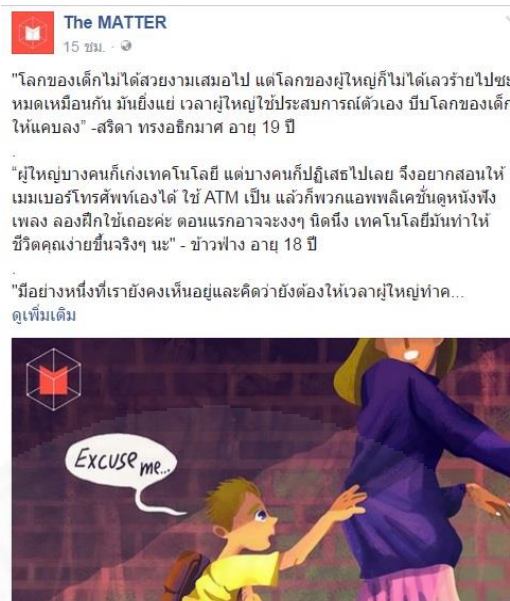 The MATTER
15 ชม. ·
"โลกของเด็กไม่ได้สวยงามเสมอไป แต่โลกของผู้ใหญ่ก็ไม่ได้เลวร้ายไปซะ
หมดเหมือนกัน มันยิ่งแย่ เวลาผู้ใหญ่ใช้ประสบการณ์ตัวเอง บีบโลกของเด็ก
ให้แคบลง" -สริดา ทรงอธิกมาศ อายุ 19 ปี
.
"ผู้ใหญ่บางคนก็เก่งเทคโนโลยี แต่บางคนก็ปฏิเสธไปเลย จึงอยากสอนให้
เมมเบอร์โทรศัพท์เองได้ ใช้ ATM เป็น แล้วก็พวกแอพพลิเคชั่นดูหนังฟัง
เพลง ลองฝึกใช้เถอะค่ะ ตอนแรกอาจจะงงๆ นิดนึง เทคโนโลยีมันทำให้
ชีวิตคุณง่ายขึ้นจริงๆ นะ" - ข้าวฟ่าง อายุ 18 ปี
.
"มีอย่างหนึ่งที่เรายังคงเห็นอยู่และคิดว่ายังต้องให้เวลาผู้ใหญ่ทำค...
ดูเพิ่มเติม
Excuse me...